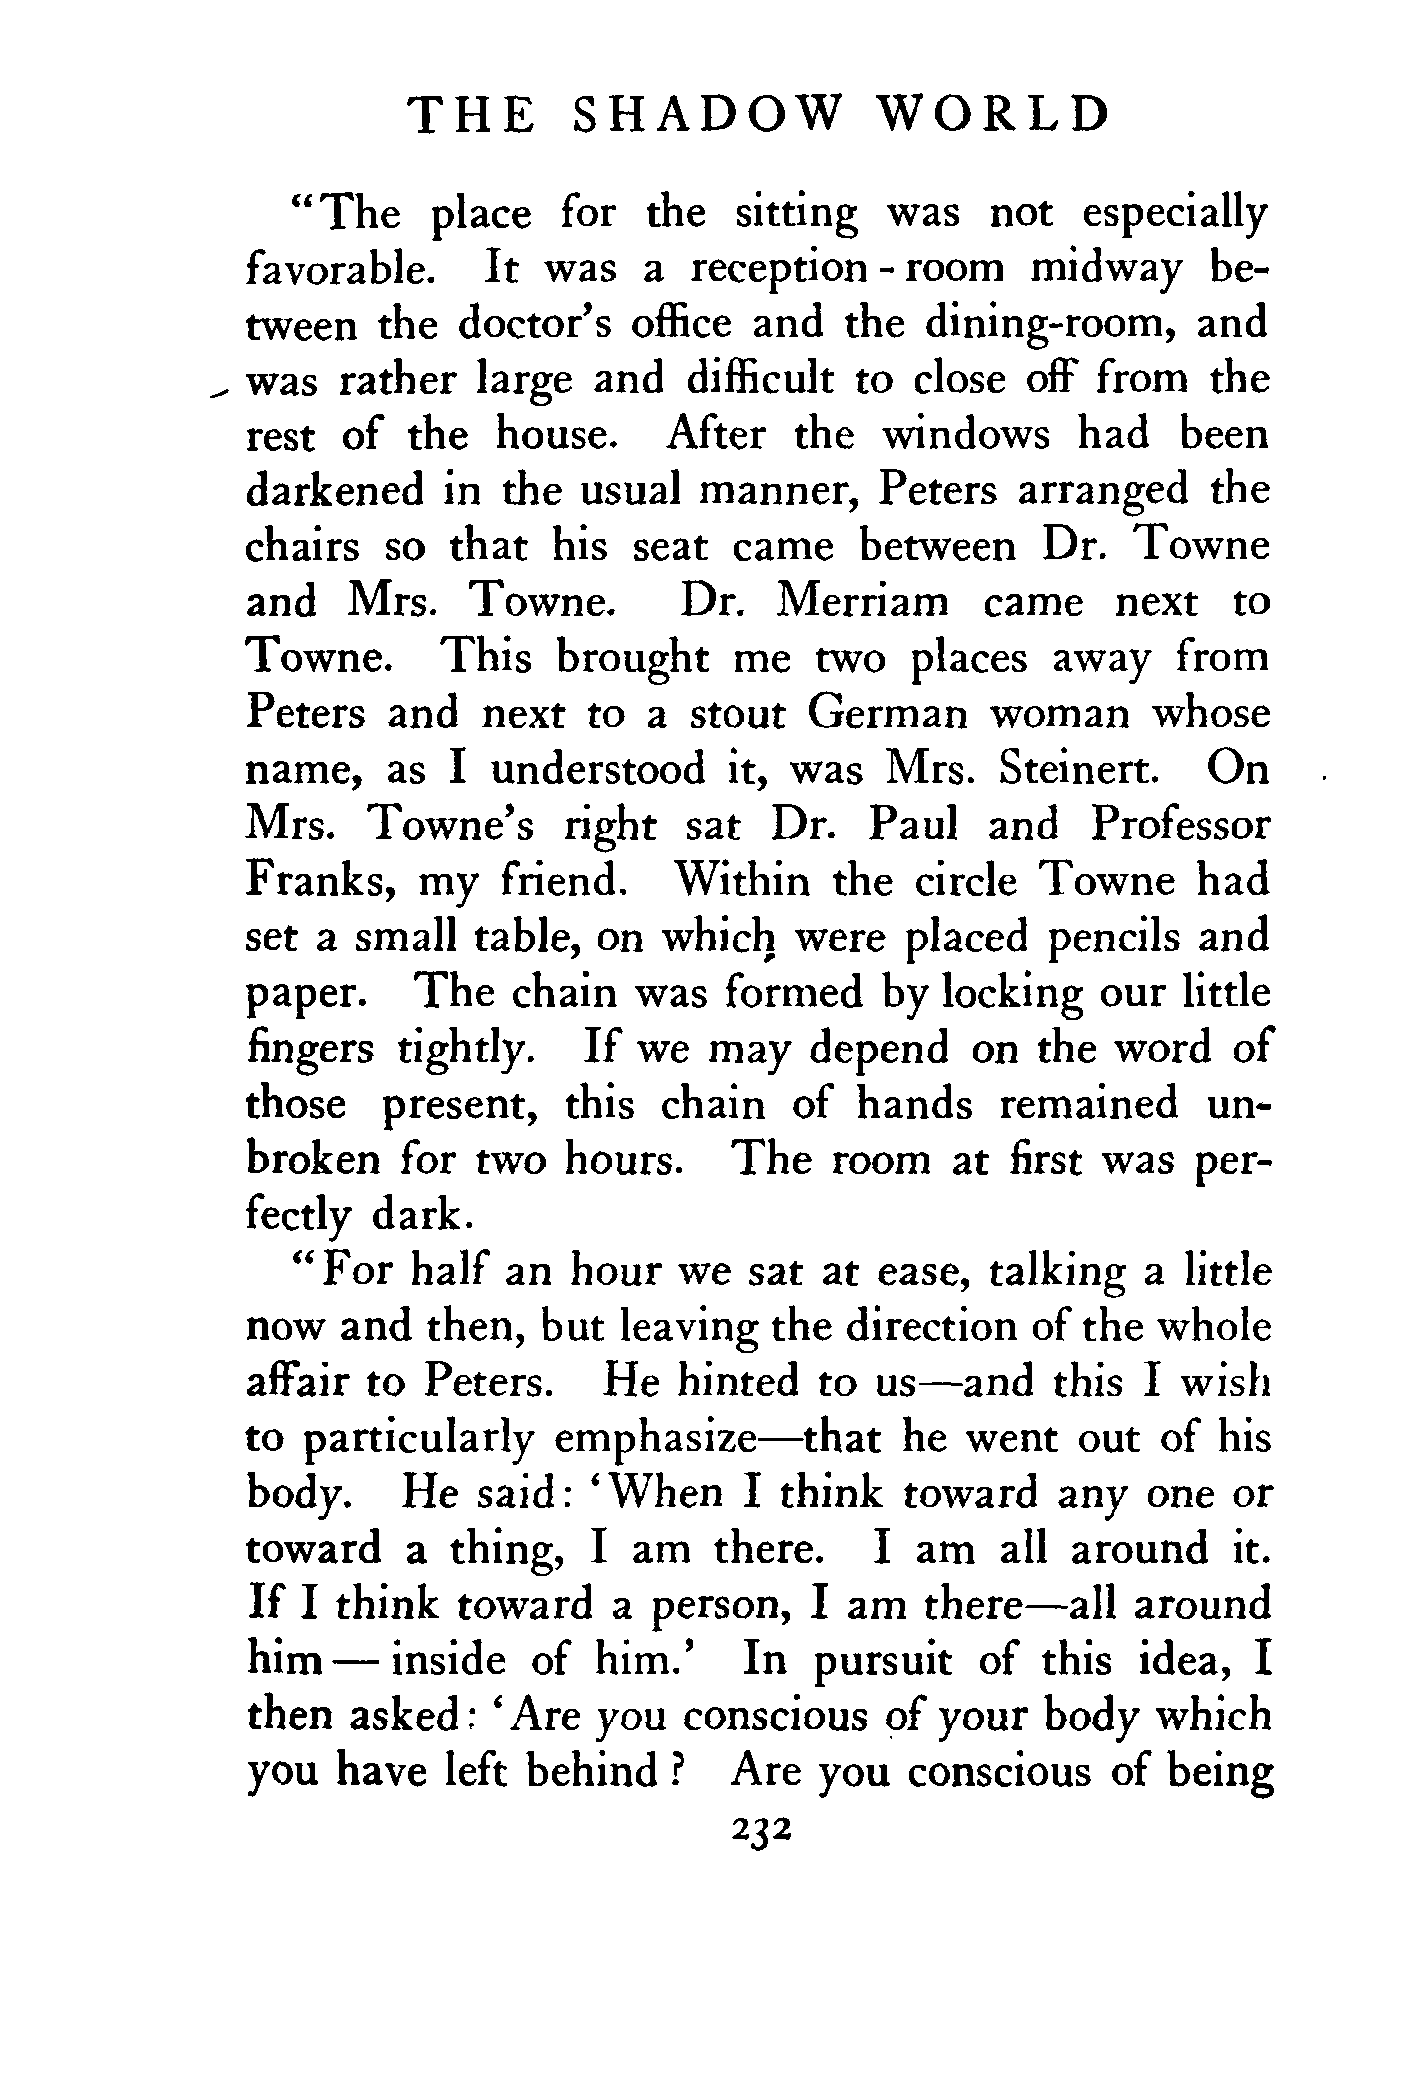 THE SHADOW WORLD
"The place for the sitting was not especially
favorable. It was a reception-room midway be-
tween the doctor's office and the dining-room, and
was rather large and difficult to close off from the
rest of the house. After the windows had been
darkened in the usual manner, Peters arranged the
chairs so that his seat came between Dr. Towne
and Mrs. Towne. Dr. Merriam came next to
Towne. This brought me two places away from
Peters and next to a stout German woman whose
name, as I understood it, was Mrs. Steinert. On
Mrs. Towne's right sat Dr. Paul and Professor
Franks, my friend. Within the circle Towne had
set a small table, on which were placed pencils and
paper. The chain was formed by locking our little
fingers tightly. If we may depend on the word of
those present, this chain of hands remained un-
broken for two hours. The room at first was per-
fectly dark.
"For half an hour we sat at ease, talking a little
now and then, but leaving the direction of the whole
affair to Peters. He hinted to us—and this I wish
to particularly emphasize—that he went out of his
body. He said: 'When I think toward any one or
toward a thing, I am there. I am all around it.
If I think toward a person, I am there—all around
him—inside of him.' In pursuit of this idea, I
then asked: 'Are you conscious of your body which
you have left behind? Are you conscious of being
232